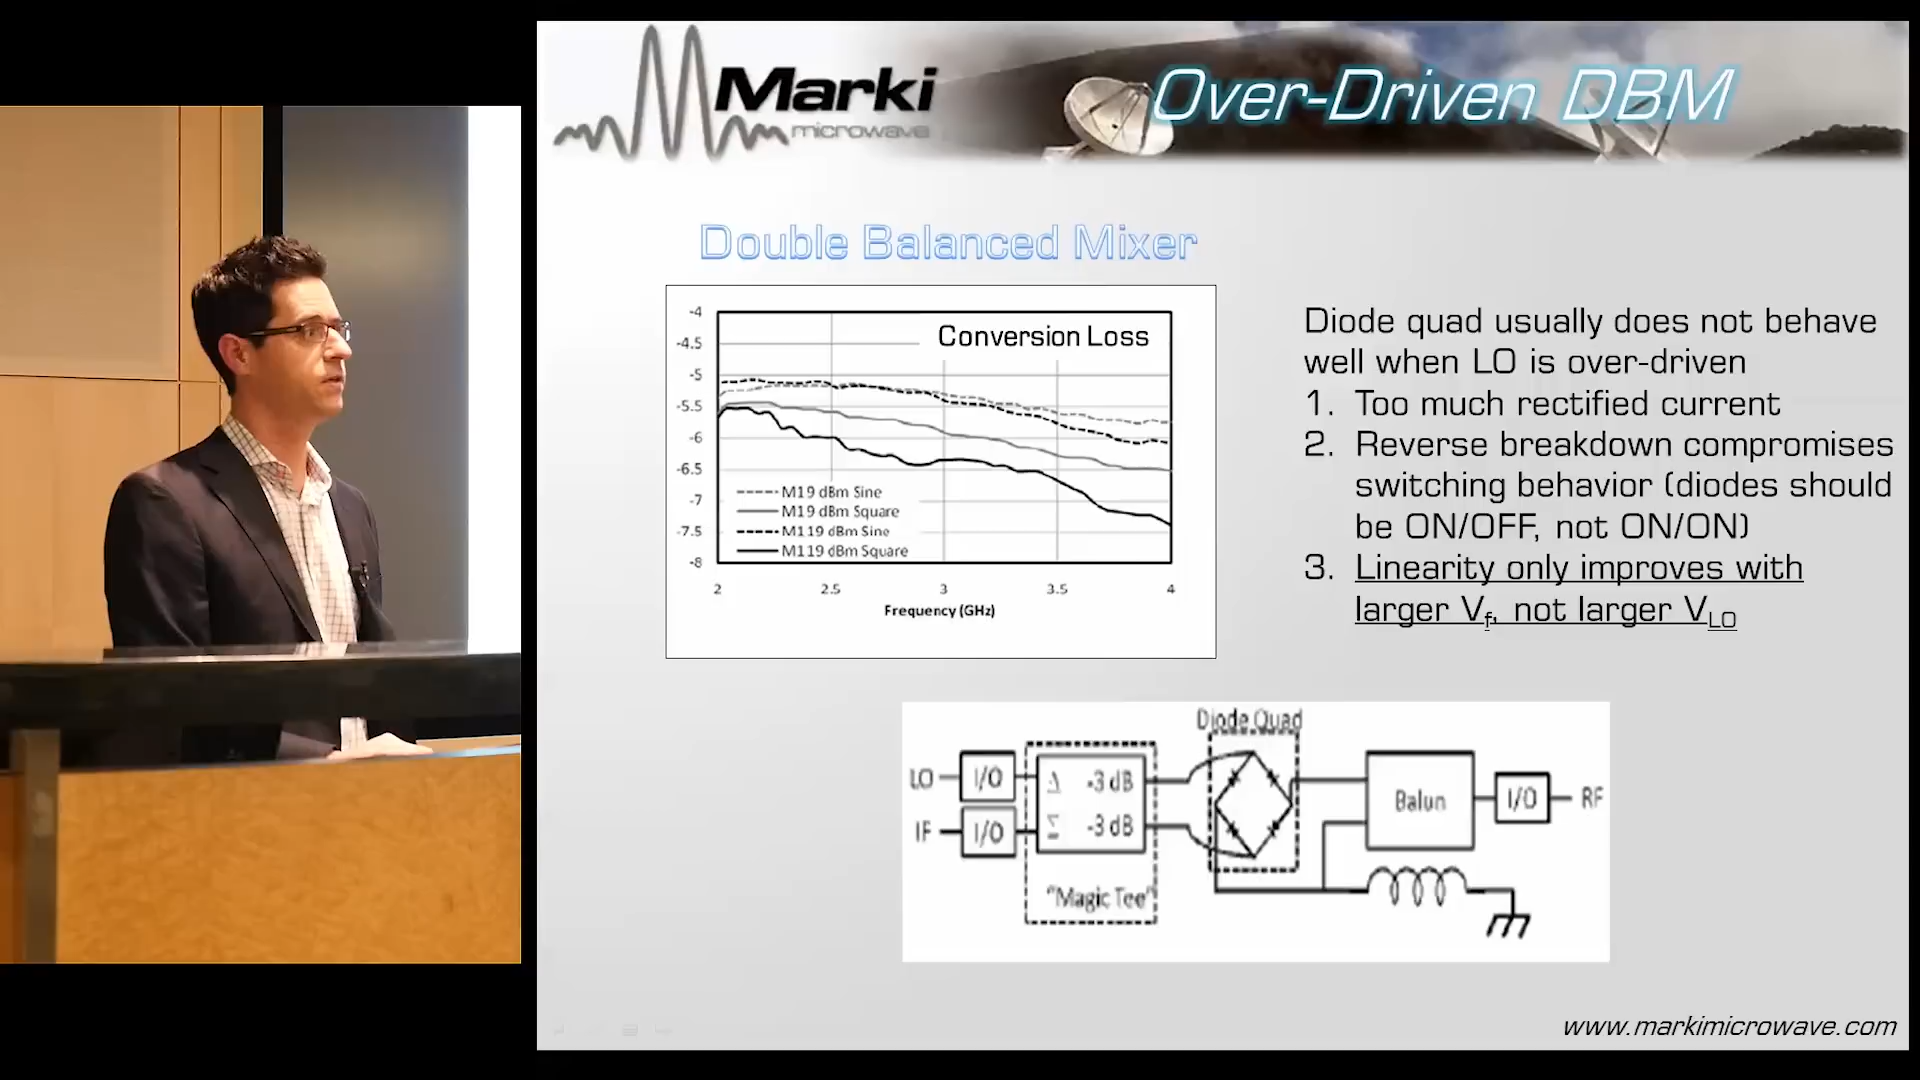 Marki
microwave
Over-Driven DBM
Double Balanced Mixer
Conversion Loss
-4
-4.5
-5
-5.5
-6
-6.5
-7
-7.5
-8
M19 dBm Sine
M19 dBm Square
M119 dBm Sine
M119 dBm Square
2 2.5 3 3.5 4
Frequency (GHz)
Diode quad usually does not behave
well when LO is over-driven
1. Too much rectified current
2. Reverse breakdown compromises
switching behavior (diodes should
be ON/OFF, not ON/ON)
3. Linearity only improves with
larger Vf, not larger VLO
Diode Quad
LO I/O Δ -3 dB
IF I/O Σ -3 dB
"Magic Tee"
Balun I/O RF
www.markimicrowave.com